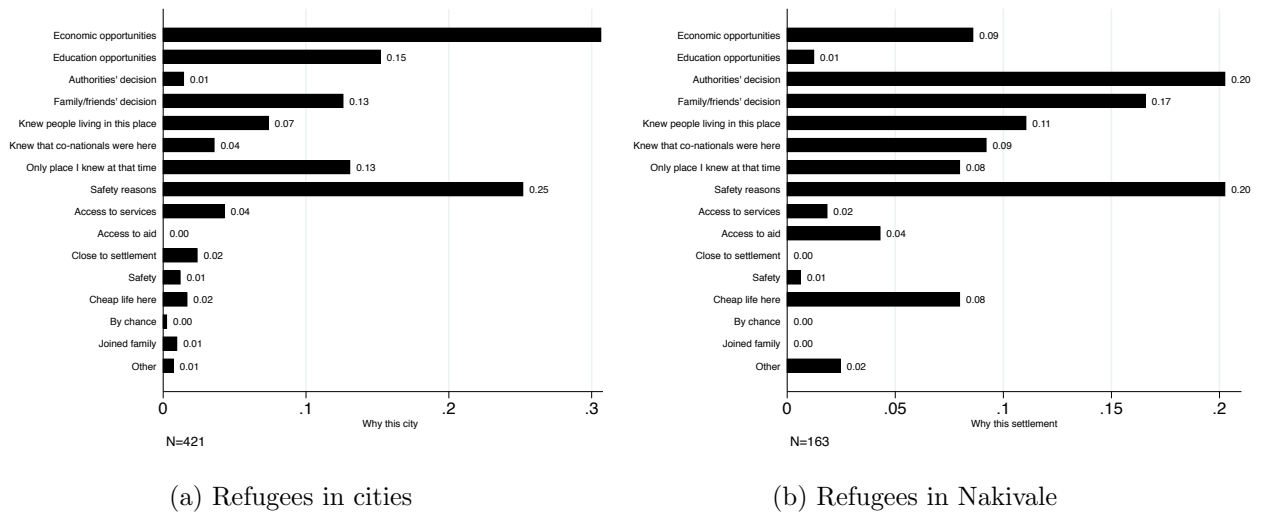 Economic opportunities
Education opportunities 0.15
Authorities' decision 0.01
Family/friends' decision 0.13
Knew people living in this place 0.07
Knew that co-nationals were here 0.04
Only place I knew at that time 0.13
Safety reasons 0.25
Access to services 0.04
Access to aid 0.00
Close to settlement 0.02
Safety 0.01
Cheap life here 0.02
By chance 0.00
Joined family 0.01
Other 0.01
0 .1 .2 .3
Why this city
N=421
(a) Refugees in cities
Economic opportunities 0.09
Education opportunities 0.01
Authorities' decision 0.20
Family/friends' decision 0.17
Knew people living in this place 0.11
Knew that co-nationals were here 0.09
Only place I knew at that time 0.08
Safety reasons 0.20
Access to services 0.02
Access to aid 0.04
Close to settlement 0.00
Safety 0.01
Cheap life here 0.08
By chance 0.00
Joined family 0.00
Other 0.02
0 .05 .1 .15 .2
Why this settlement
N=163
(b) Refugees in Nakivale